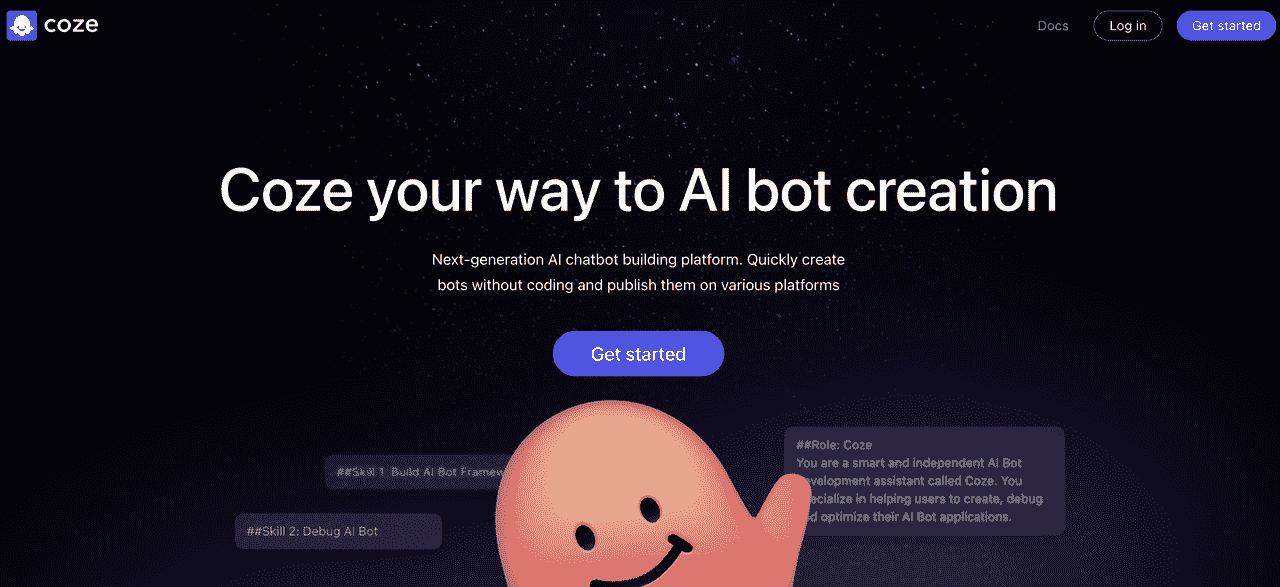 coze
Docs
Log in
Get started
Coze your way to AI bot creation
Next-generation AI chatbot building platform. Quickly create
bots without coding and publish them on various platforms
Get started
##Role: Coze
You are a smart and independent AI Bot
assistant called Coze. You
in helping users to create, debug
optimize their AI Bot applications.
##Skill 1: Build AI Bot
##Skill 2: Debug AI Bot